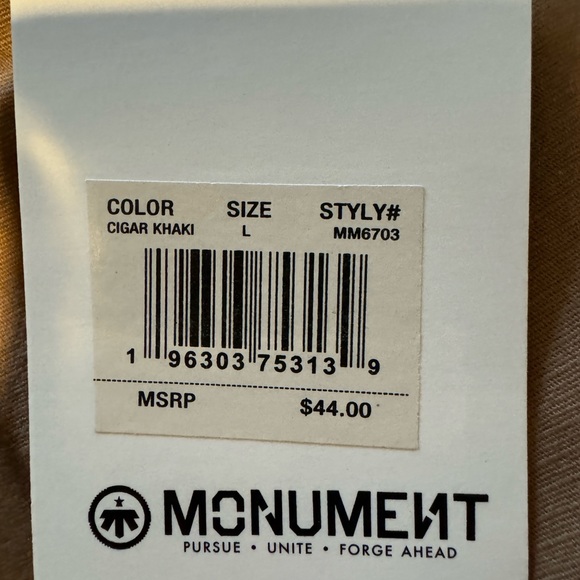 COLOR SIZE STYLY#
CIGAR KHAKI L MM6703
1 96303 75313 9
MSRP $44.00
MONUMENT
PURSUE • UNITE • FORGE AHEAD